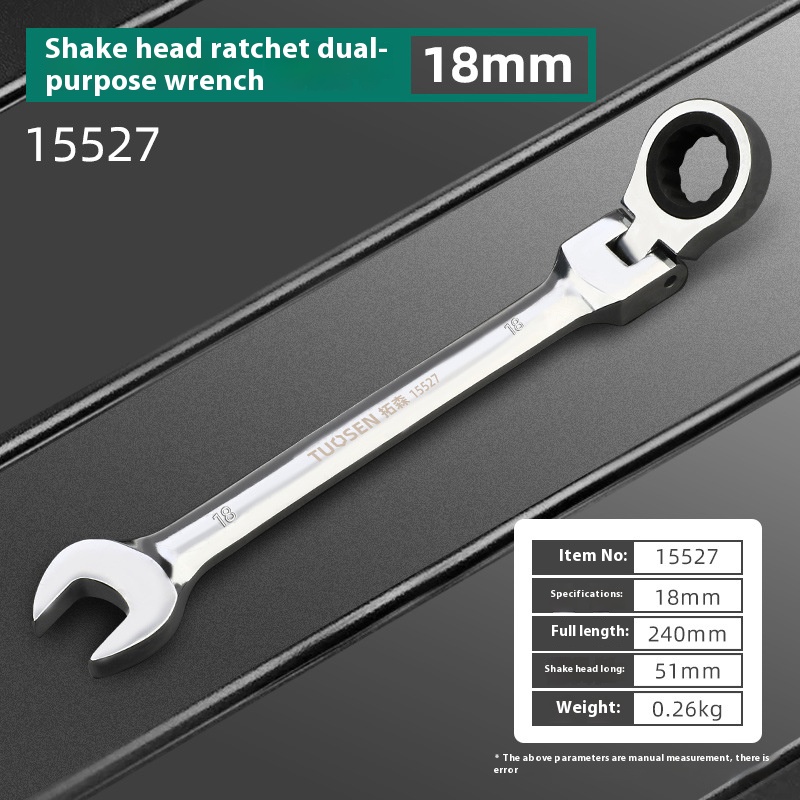 Shake head ratchet dual-
purpose wrench
18mm
15527
18
TUOSEN 拓森 15527
18
Item No: 15527
Specifications: 18mm
Full length: 240mm
Shake head long: 51mm
Weight: 0.26kg
* The above parameters are manual measurement, there is
error